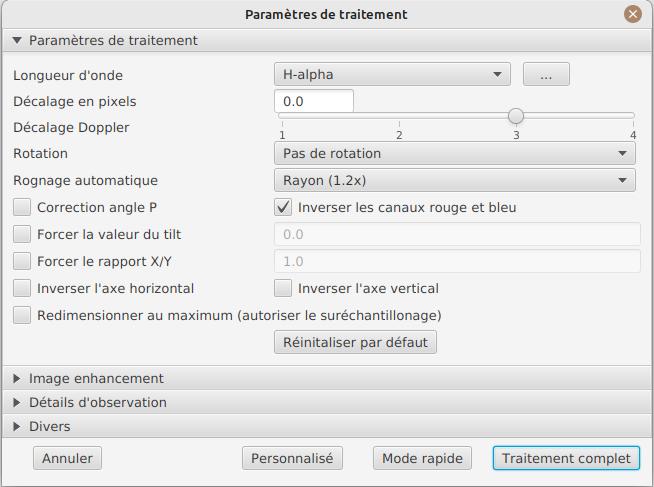 Paramètres de traitement
Paramètres de traitement
Longueur d'onde H-alpha ...
Décalage en pixels 0.0
Décalage Doppler 1 2 3 4
Rotation Pas de rotation
Rognage automatique Rayon (1.2x)
Correction angle P Inverser les canaux rouge et bleu
Forcer la valeur du tilt 0.0
Forcer le rapport X/Y 1.0
Inverser l'axe horizontal Inverser l'axe vertical
Redimensionner au maximum (autoriser le suréchantillonage)
Réinitaliser par défaut
Image enhancement
Détails d'observation
Divers
Annuler Personnalisé Mode rapide Traitement complet